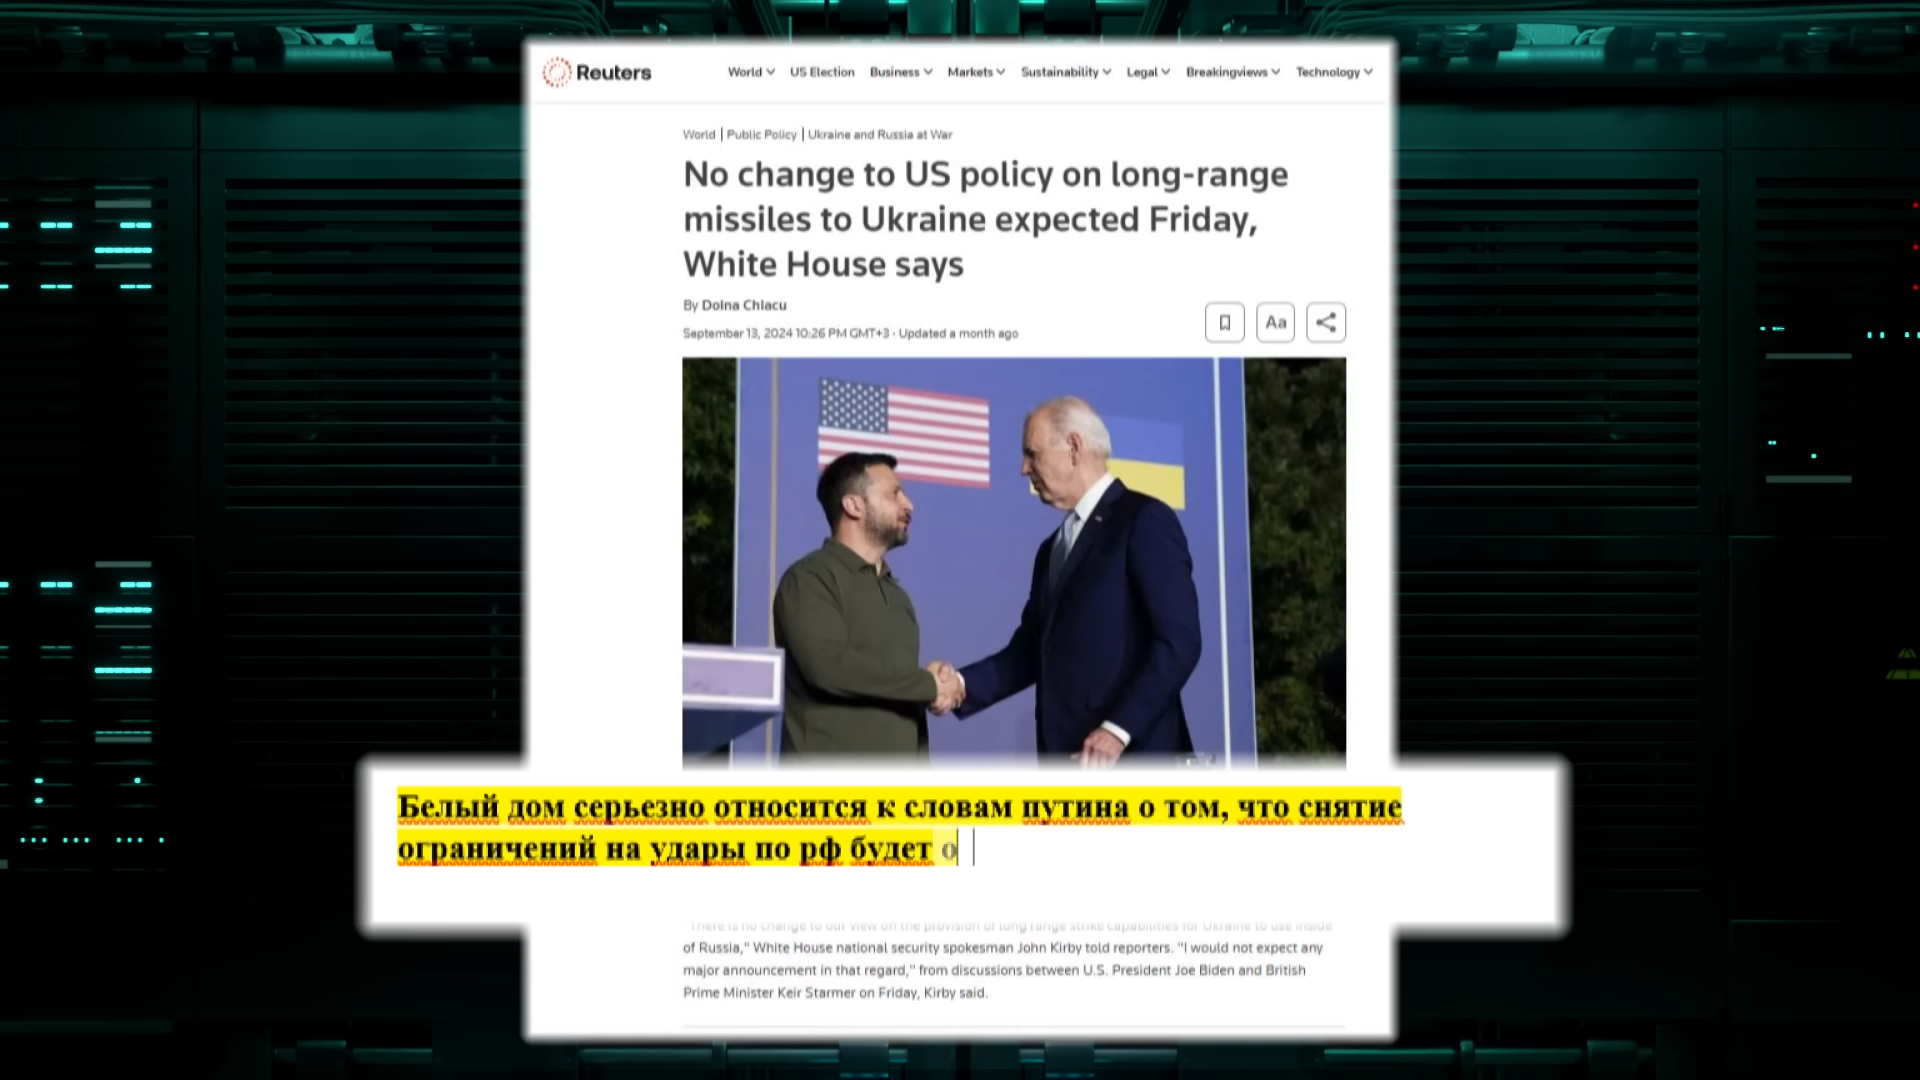 Reuters
World US Election Business Markets Sustainability Legal Breakingviews Technology
World | Public Policy | Ukraine and Russia at War
No change to US policy on long-range
missiles to Ukraine expected Friday,
White House says
By Doina Chiacu
September 13, 2024 10:26 PM GMT+3 · Updated a month ago
Aa
Белый дом серьезно относится к словам путина о том, что снятие
ограничений на удары по рф будет о
"There is no change to our view on the provision of long range strike capabilities for Ukraine to use inside
of Russia," White House national security spokesman John Kirby told reporters. "I would not expect any
major announcement in that regard," from discussions between U.S. President Joe Biden and British
Prime Minister Keir Starmer on Friday, Kirby said.